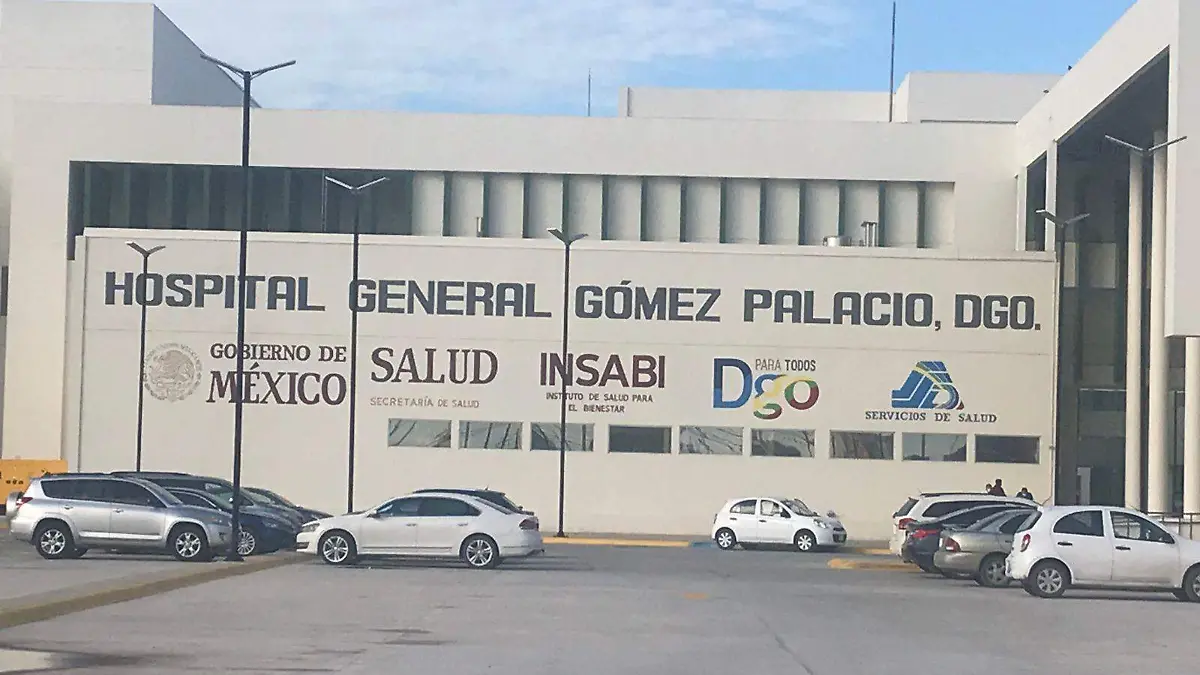 HOSPITAL GENERAL GÓMEZ PALACIO, DGO.
GOBIERNO DE
MÉXICO
SALUD
SECRETARÍA DE SALUD
INSABI
INSTITUTO DE SALUD PARA
EL BIENESTAR
PARA TODOS
Dgo
SERVICIOS DE SALUD